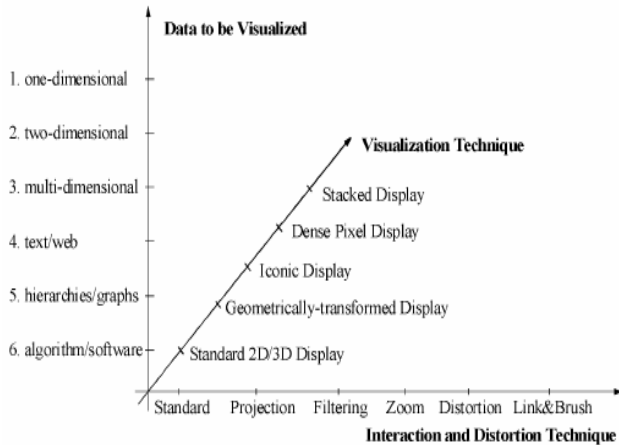 Data to be Visualized
1. one-dimensional
2. two-dimensional
Visualization Technique
3. multi-dimensional
Stacked Display
Dense Pixel Display
4. text/web
Iconic Display
5. hierarchies/graphs
Geometrically-transformed Display
6. algorithm/software
Standard 2D/3D Display
Standard Projection Filtering Zoom Distortion Link&Brush
Interaction and Distortion Technique